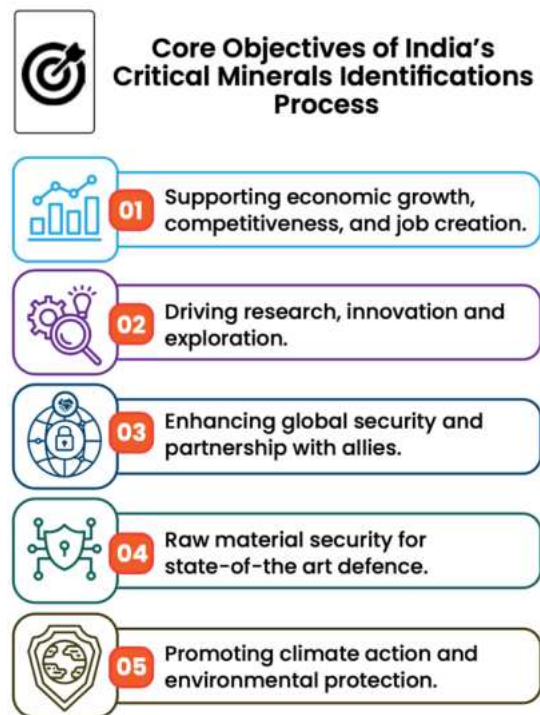 Core Objectives of India's
Critical Minerals Identifications
Process
01
Supporting economic growth,
competitiveness, and job creation.
02
Driving research, innovation and
exploration.
03
Enhancing global security and
partnership with allies.
04
Raw material security for
state-of-the art defence.
05
Promoting climate action and
environmental protection.